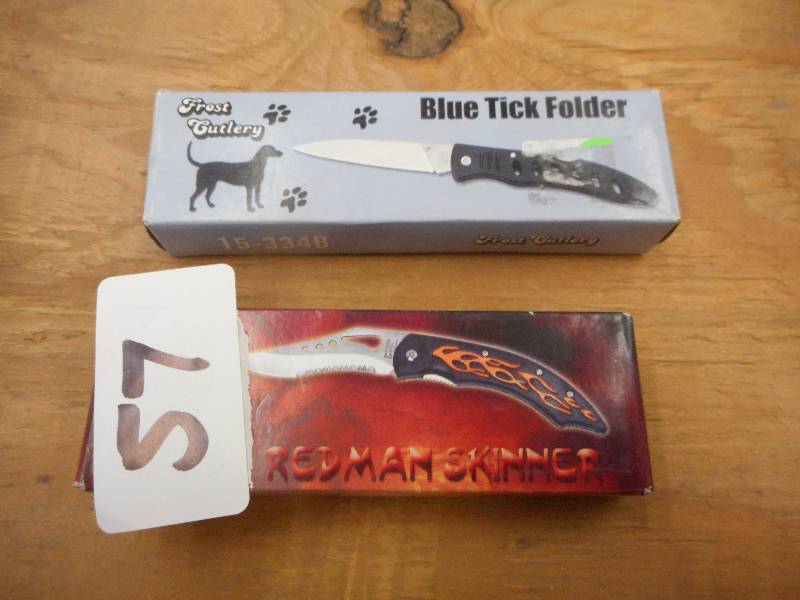 Frost
Cutlery
Blue Tick Folder
15-334B
Frost Cutlery
57
REDMAN SKINNER